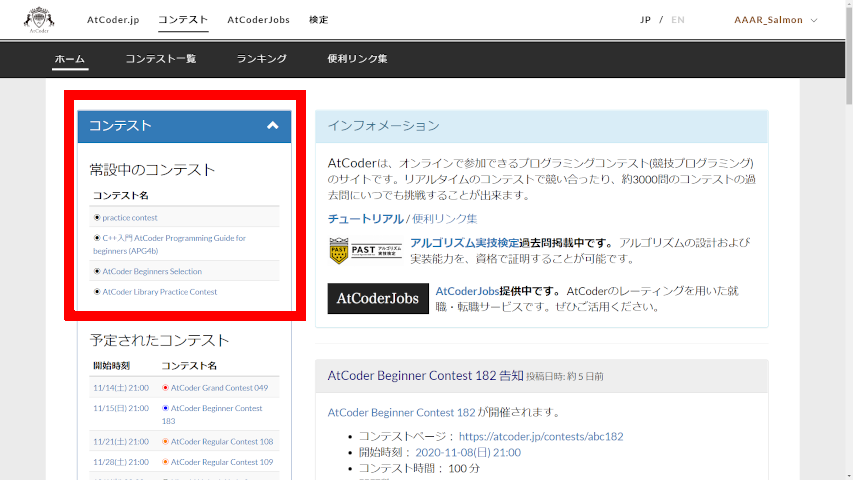 AtCoder
AtCoder.jp
コンテスト
AtCoderJobs
検定
JP / EN
AAAR_Salmon
ホーム
コンテスト一覧
ランキング
便利リンク集
コンテスト
常設中のコンテスト
コンテスト名
practice contest
C++入門 AtCoder Programming Guide for
beginners (APG4b)
AtCoder Beginners Selection
AtCoder Library Practice Contest
予定されたコンテスト
開始時刻 コンテスト名
11/14(土) 21:00 AtCoder Grand Contest 049
11/15(日) 21:00 AtCoder Beginner Contest
183
11/21(土) 21:00 AtCoder Regular Contest 108
11/28(土) 21:00 AtCoder Regular Contest 109
インフォメーション
AtCoderは、オンラインで参加できるプログラミングコンテスト(競技プログラミング)
のサイトです。リアルタイムのコンテストで競い合ったり、約3000問のコンテストの過
去問にいつでも挑戦することが出来ます。
チュートリアル / 便利リンク集
PAST PAST アルゴリズム
実技検定
アルゴリズム実技検定過去問掲載中です。 アルゴリズムの設計および
実装能力を、資格で証明することが可能です。
AtCoderJobs
AtCoderJobs提供中です。 AtCoderのレーティングを用いた就
職・転職サービスです。ぜひご活用ください。
AtCoder Beginner Contest 182 告知 投稿日時: 約 5 日前
AtCoder Beginner Contest 182 が開催されます。
• コンテストページ： https://atcoder.jp/contests/abc182
• 開始時刻： 2020-11-08(日) 21:00
• コンテスト時間： 100 分